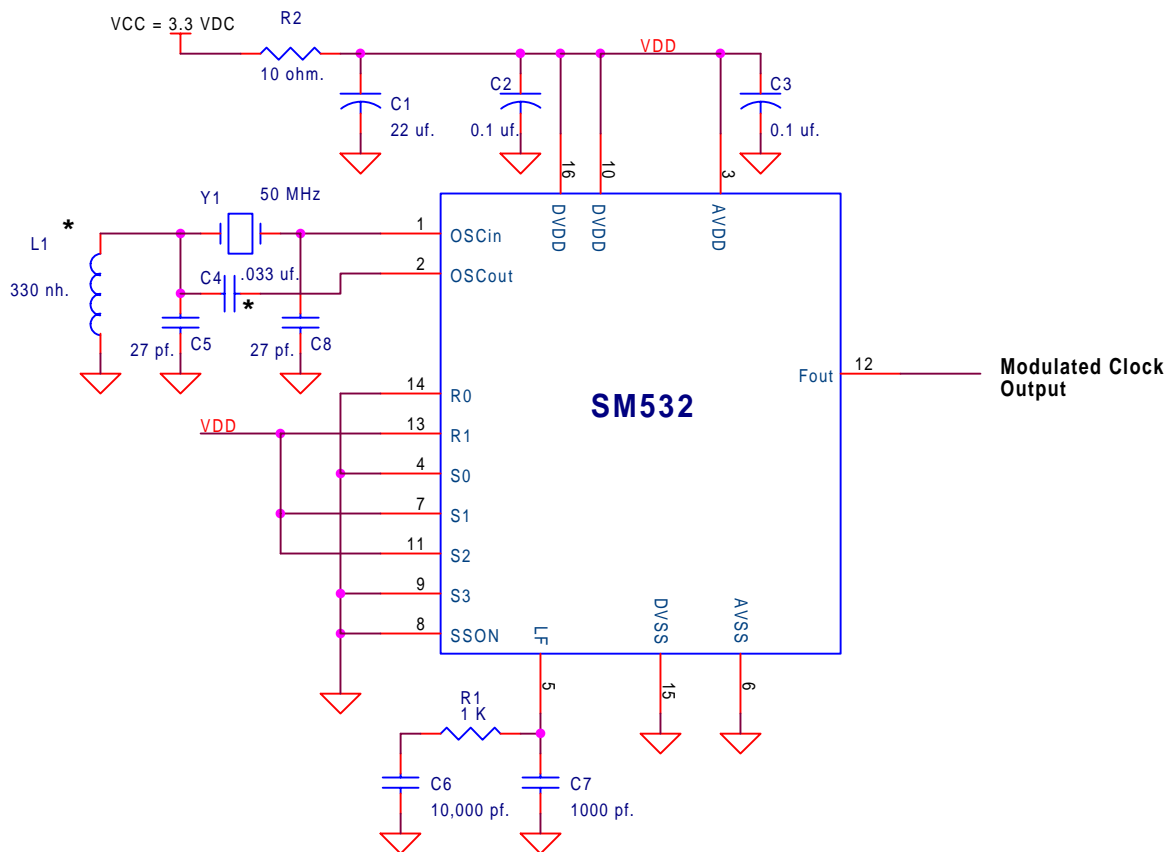 VCC = 3.3 VDC
R2
10 ohm.
VDD
C1
22 uf.
C2
0.1 uf.
C3
0.1 uf.
16
10
3
DVDD
DVDD
AVDD
Y1
50 MHz
L1
*
330 nh.
C4
.033 uf.
*
C5
27 pf.
C8
27 pf.
1
OSCin
2
OSCout
14
R0
VDD
13
R1
4
S0
7
S1
11
S2
9
S3
8
SSON
SM532
Fout
12
Modulated Clock
Output
LF
DVSS
AVSS
5
15
6
R1
1 K
C6
10,000 pf.
C7
1000 pf.